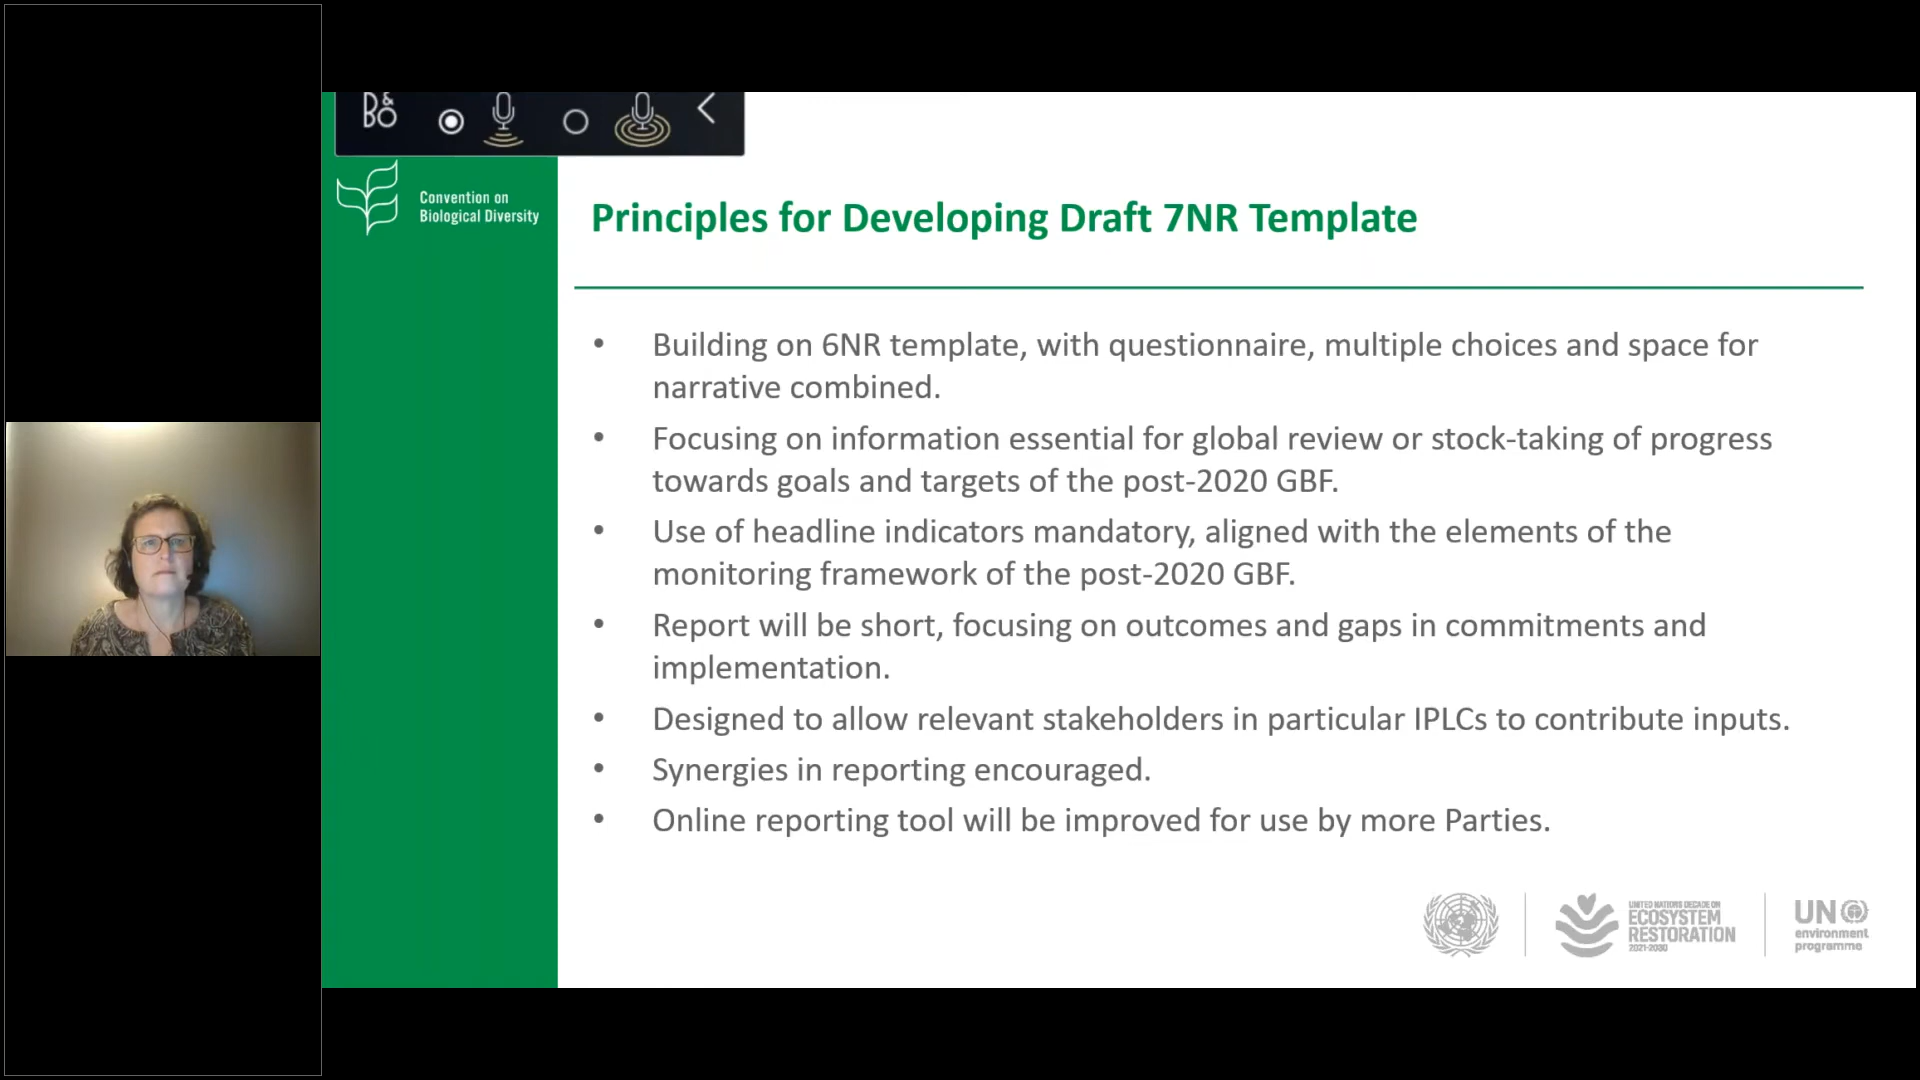 B&O
Convention on
Biological Diversity
Principles for Developing Draft 7NR Template
• Building on 6NR template, with questionnaire, multiple choices and space for
narrative combined.
• Focusing on information essential for global review or stock-taking of progress
towards goals and targets of the post-2020 GBF.
• Use of headline indicators mandatory, aligned with the elements of the
monitoring framework of the post-2020 GBF.
• Report will be short, focusing on outcomes and gaps in commitments and
implementation.
• Designed to allow relevant stakeholders in particular IPLCs to contribute inputs.
• Synergies in reporting encouraged.
• Online reporting tool will be improved for use by more Parties.
UNITED NATIONS DECADE ON
ECOSYSTEM
RESTORATION
2021-2030
UN
environment
programme